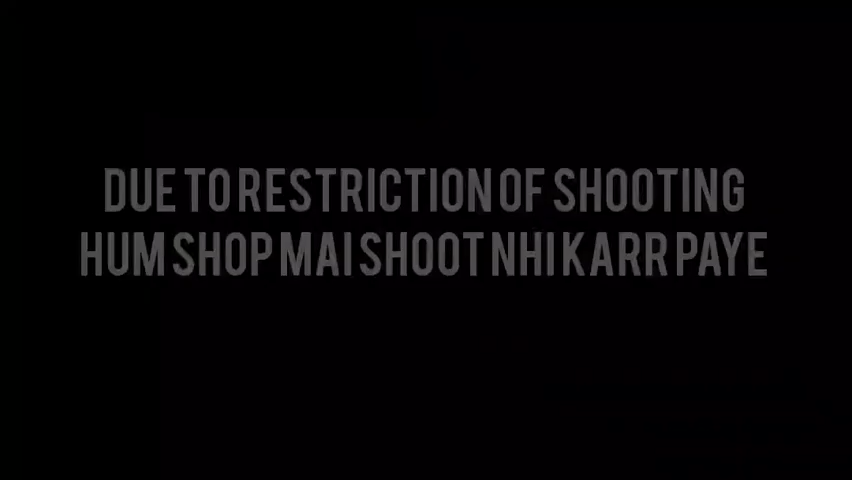 DUE TO RESTRICTION OF SHOOTING
HUM SHOP MAI SHOOT NHI KARR PAYE